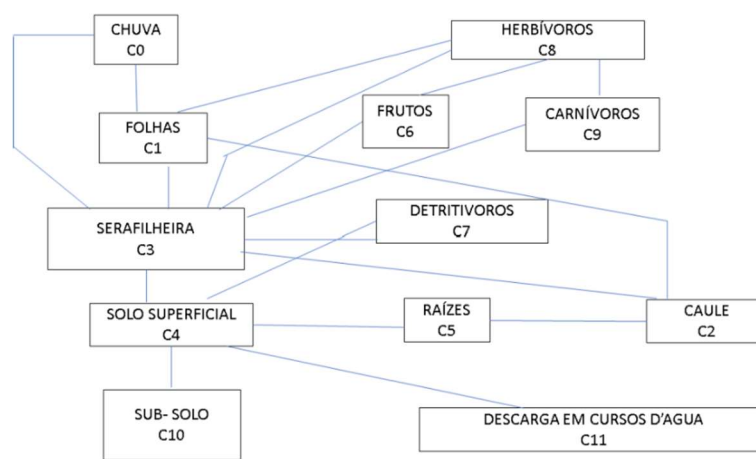 CHUVA
C0
HERBÍVOROS
C8
FOLHAS
C1
FRUTOS
C6
CARNÍVOROS
C9
SERAFILHEIRA
C3
DETRITIVOROS
C7
SOLO SUPERFICIAL
C4
RAÍZES
C5
CAULE
C2
SUB- SOLO
C10
DESCARGA EM CURSOS D’AGUA
C11